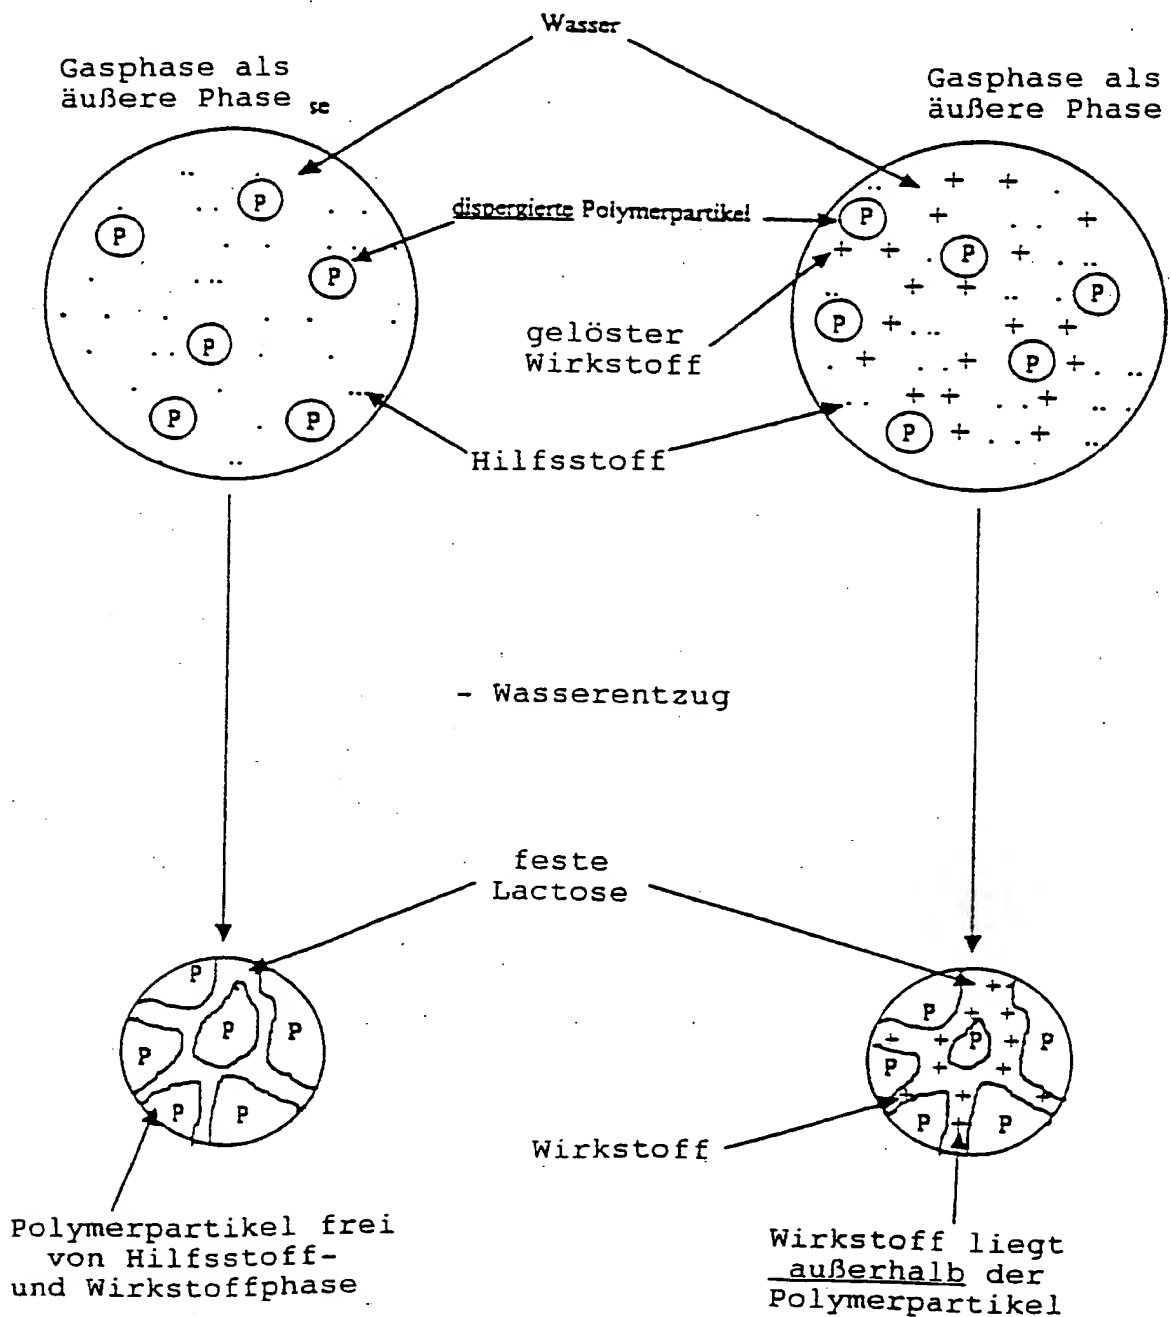 Wasser
Gasphase als
äußere Phase se
Gasphase als
äußere Phase
P
P
P
P
P
P
dispergierte Polymerpartikel
P
P
P
P
P
P
gelöster
Wirkstoff
Hilfsstoff
- Wasserentzug
feste
Lactose
P
P
P
P
P
P
P
P
P
P
P
P
Wirkstoff
Polymerpartikel frei
von Hilfsstoff-
und Wirkstoffphase
Wirkstoff liegt
außerhalb der
Polymerpartikel